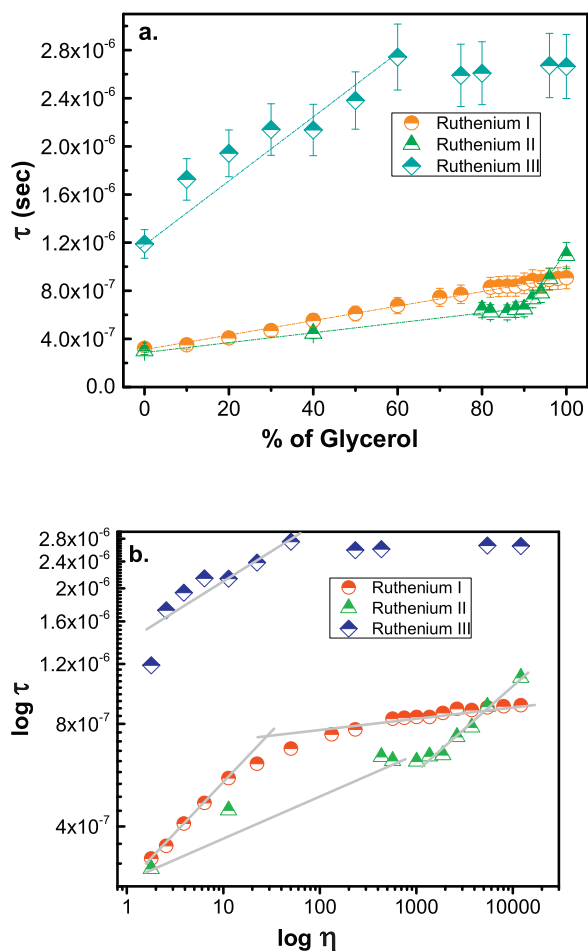 a.
2.8x10⁻⁶
2.4x10⁻⁶
2.0x10⁻⁶
1.6x10⁻⁶
1.2x10⁻⁶
8.0x10⁻⁷
4.0x10⁻⁷
0.0
τ (sec)
Ruthenium I
Ruthenium II
Ruthenium III
0 20 40 60 80 100
% of Glycerol
b.
2.8x10⁻⁶
2.4x10⁻⁶
2x10⁻⁶
1.6x10⁻⁶
1.2x10⁻⁶
8x10⁻⁷
4x10⁻⁷
log τ
Ruthenium I
Ruthenium II
Ruthenium III
1 10 100 1000 10000
log η